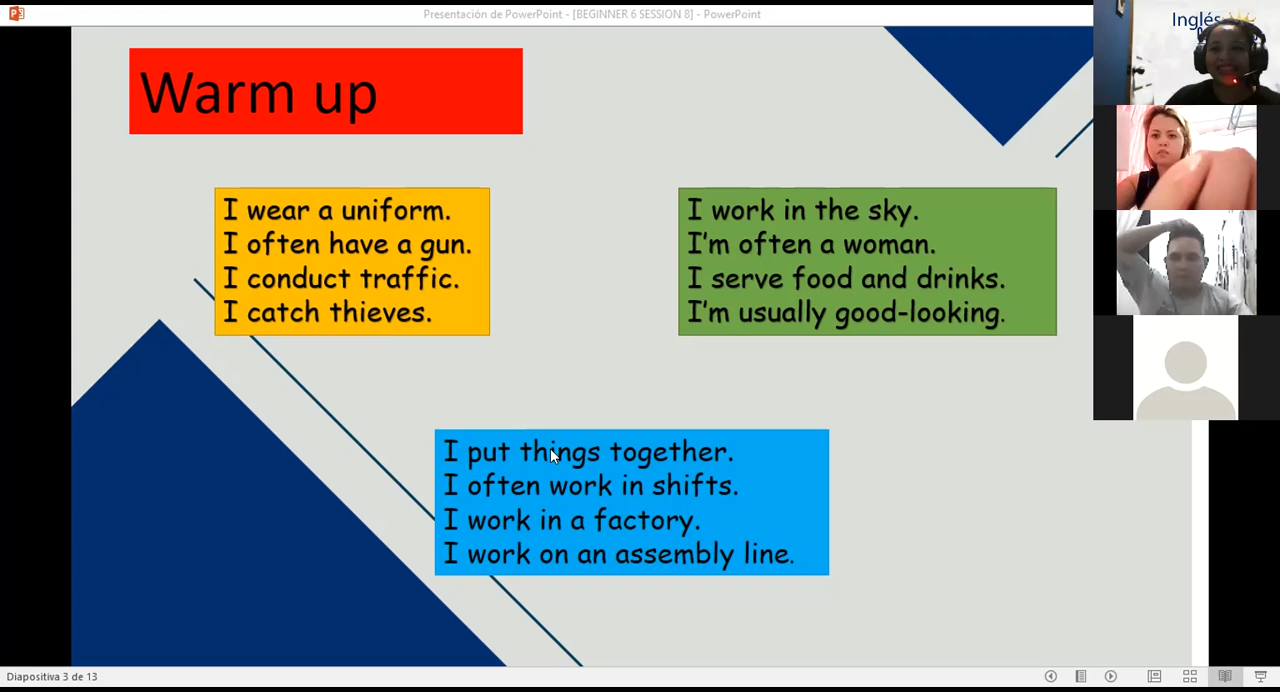 Presentación de PowerPoint - [BEGINNER 6 SESSION 8] - PowerPoint
Inglés
Warm up
I wear a uniform.
I often have a gun.
I conduct traffic.
I catch thieves.
I work in the sky.
I'm often a woman.
I serve food and drinks.
I'm usually good-looking.
I put things together.
I often work in shifts.
I work in a factory.
I work on an assembly line.
Diapositiva 3 de 13